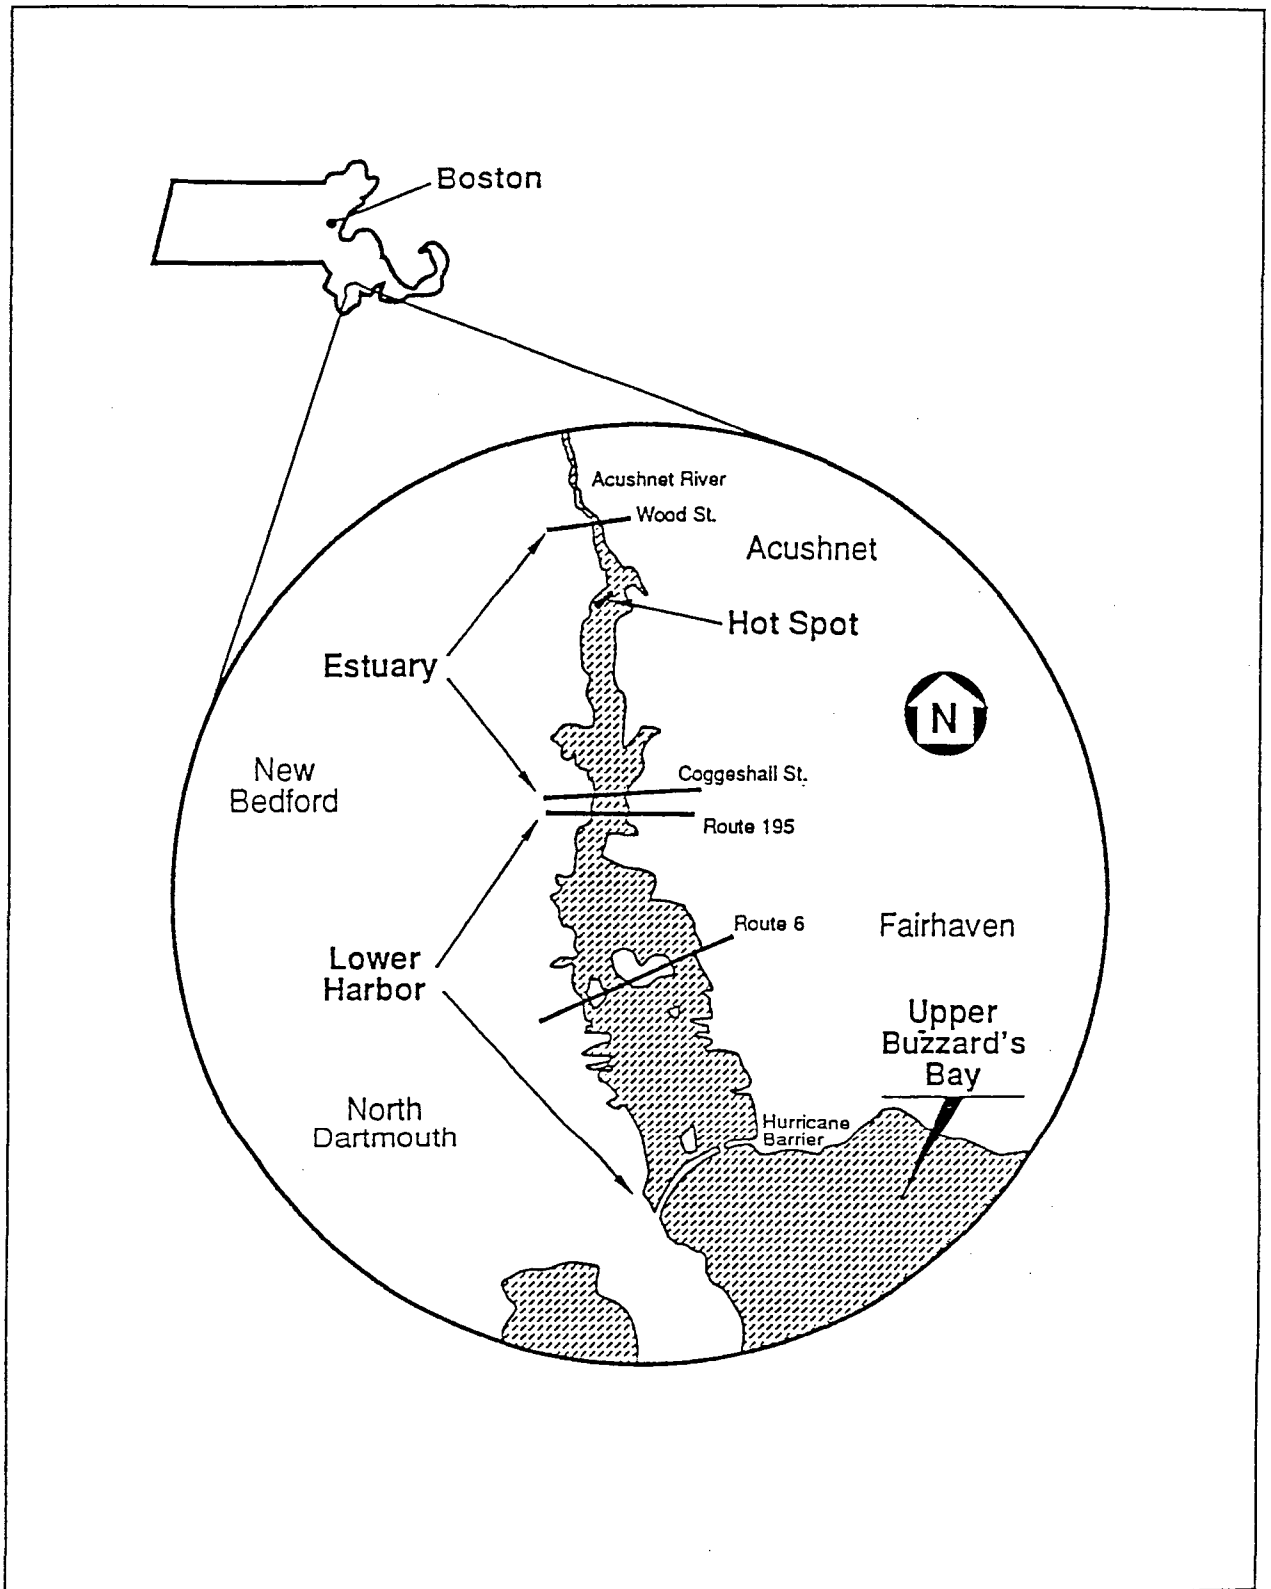 Boston
Acushnet River
Wood St.
Acushnet
Hot Spot
Estuary
N
New
Bedford
Coggeshall St.
Route 195
Route 6
Fairhaven
Lower
Harbor
Upper
Buzzard's
Bay
North
Dartmouth
Hurricane
Barrier